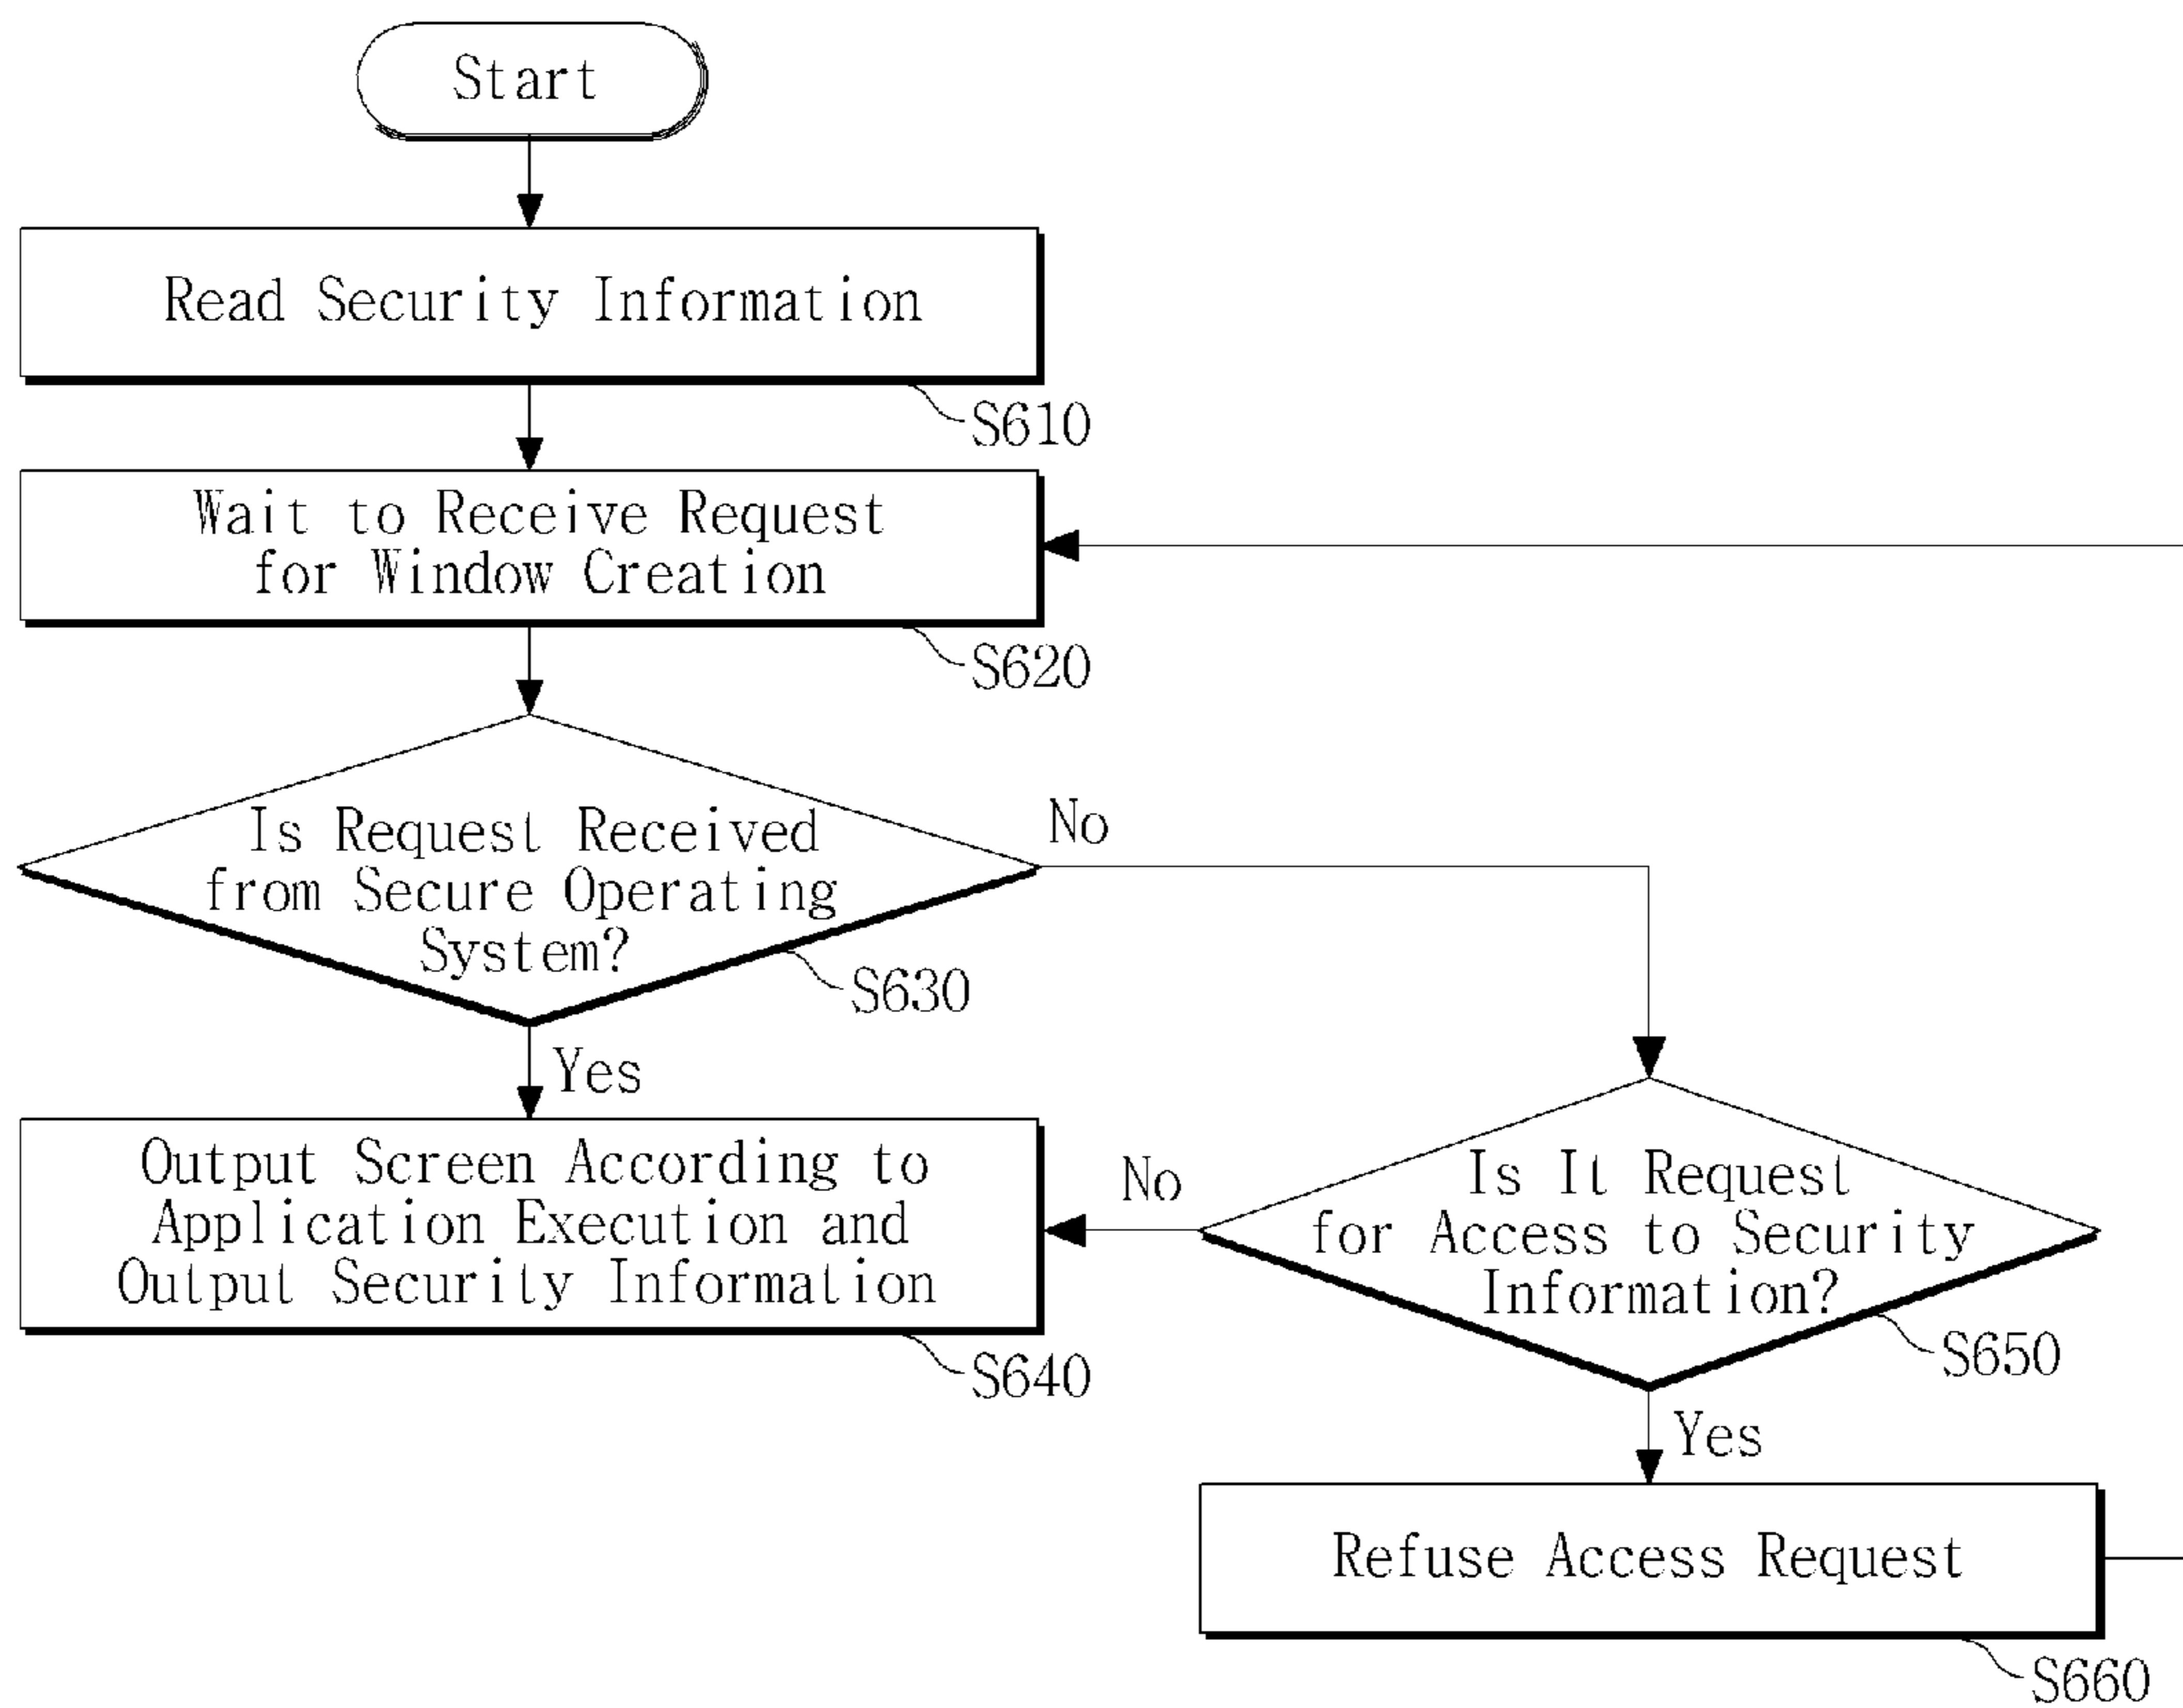 Start
Read Security Information
S610
Wait to Receive Request
for Window Creation
S620
Is Request Received
from Secure Operating
System?
No
S630
Yes
Output Screen According to
Application Execution and
Output Security Information
S640
No
Is It Request
for Access to Security
Information?
S650
Yes
Refuse Access Request
S660